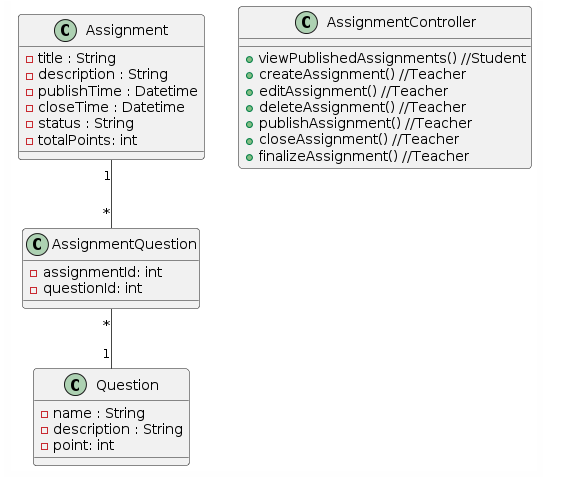 C Assignment
title : String
description : String
publishTime : Datetime
closeTime : Datetime
status : String
totalPoints: int
1
*
C AssignmentQuestion
assignmentId: int
questionId: int
*
1
C Question
name : String
description : String
point: int
C AssignmentController
viewPublishedAssignments() //Student
createAssignment() //Teacher
editAssignment() //Teacher
deleteAssignment() //Teacher
publishAssignment() //Teacher
closeAssignment() //Teacher
finalizeAssignment() //Teacher